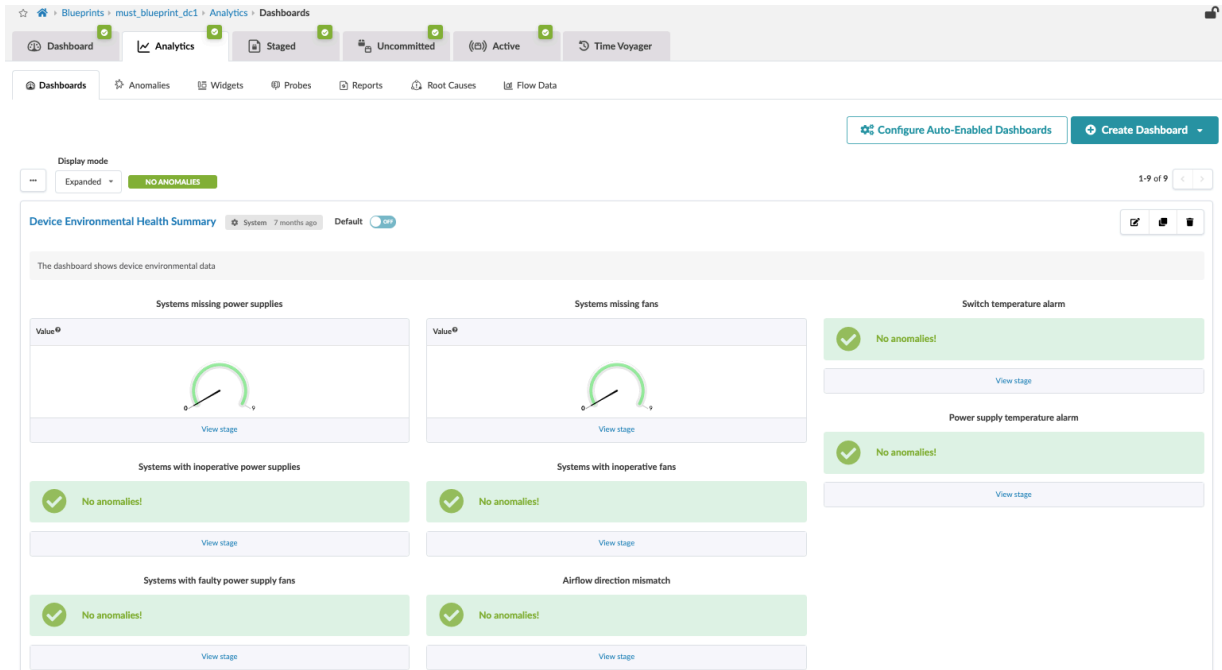 Blueprints › must_blueprint_dc1 › Analytics › Dashboards
Dashboard Analytics Staged Uncommitted Active Time Voyager
Dashboards Anomalies Widgets Probes Reports Root Causes Flow Data
Configure Auto-Enabled Dashboards Create Dashboard
Display mode
Expanded NO ANOMALIES 1-9 of 9
Device Environmental Health Summary System 7 months ago Default OFF
The dashboard shows device environmental data
Systems missing power supplies Systems missing fans Switch temperature alarm
Value Value
No anomalies!
0 9 0 9
View stage
View stage View stage
Power supply temperature alarm
No anomalies!
Systems with inoperative power supplies Systems with inoperative fans
View stage
No anomalies! No anomalies!
View stage View stage
Systems with faulty power supply fans Airflow direction mismatch
No anomalies! No anomalies!
View stage View stage